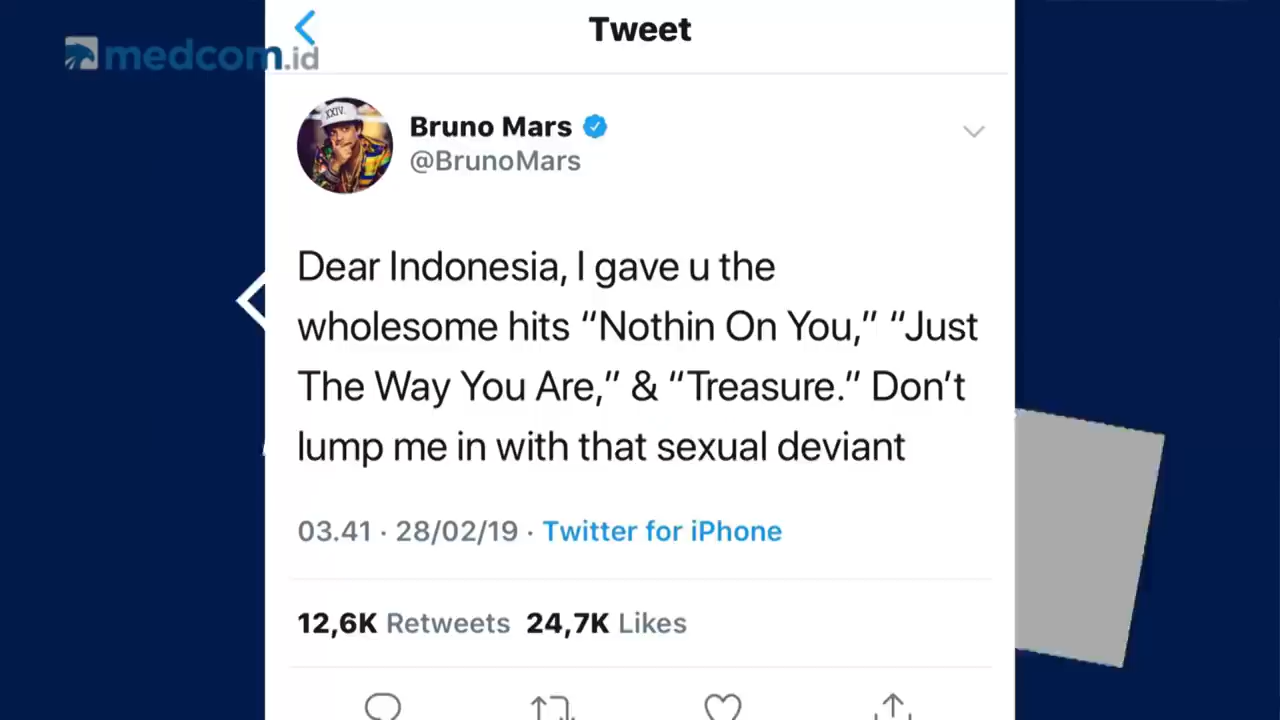 Tweet
medcom.id
XXIV.
Bruno Mars
@BrunoMars
Dear Indonesia, I gave u the
wholesome hits “Nothin On You,” “Just
The Way You Are,” & “Treasure.” Don’t
lump me in with that sexual deviant
03.41 · 28/02/19 · Twitter for iPhone
12,6K Retweets 24,7K Likes